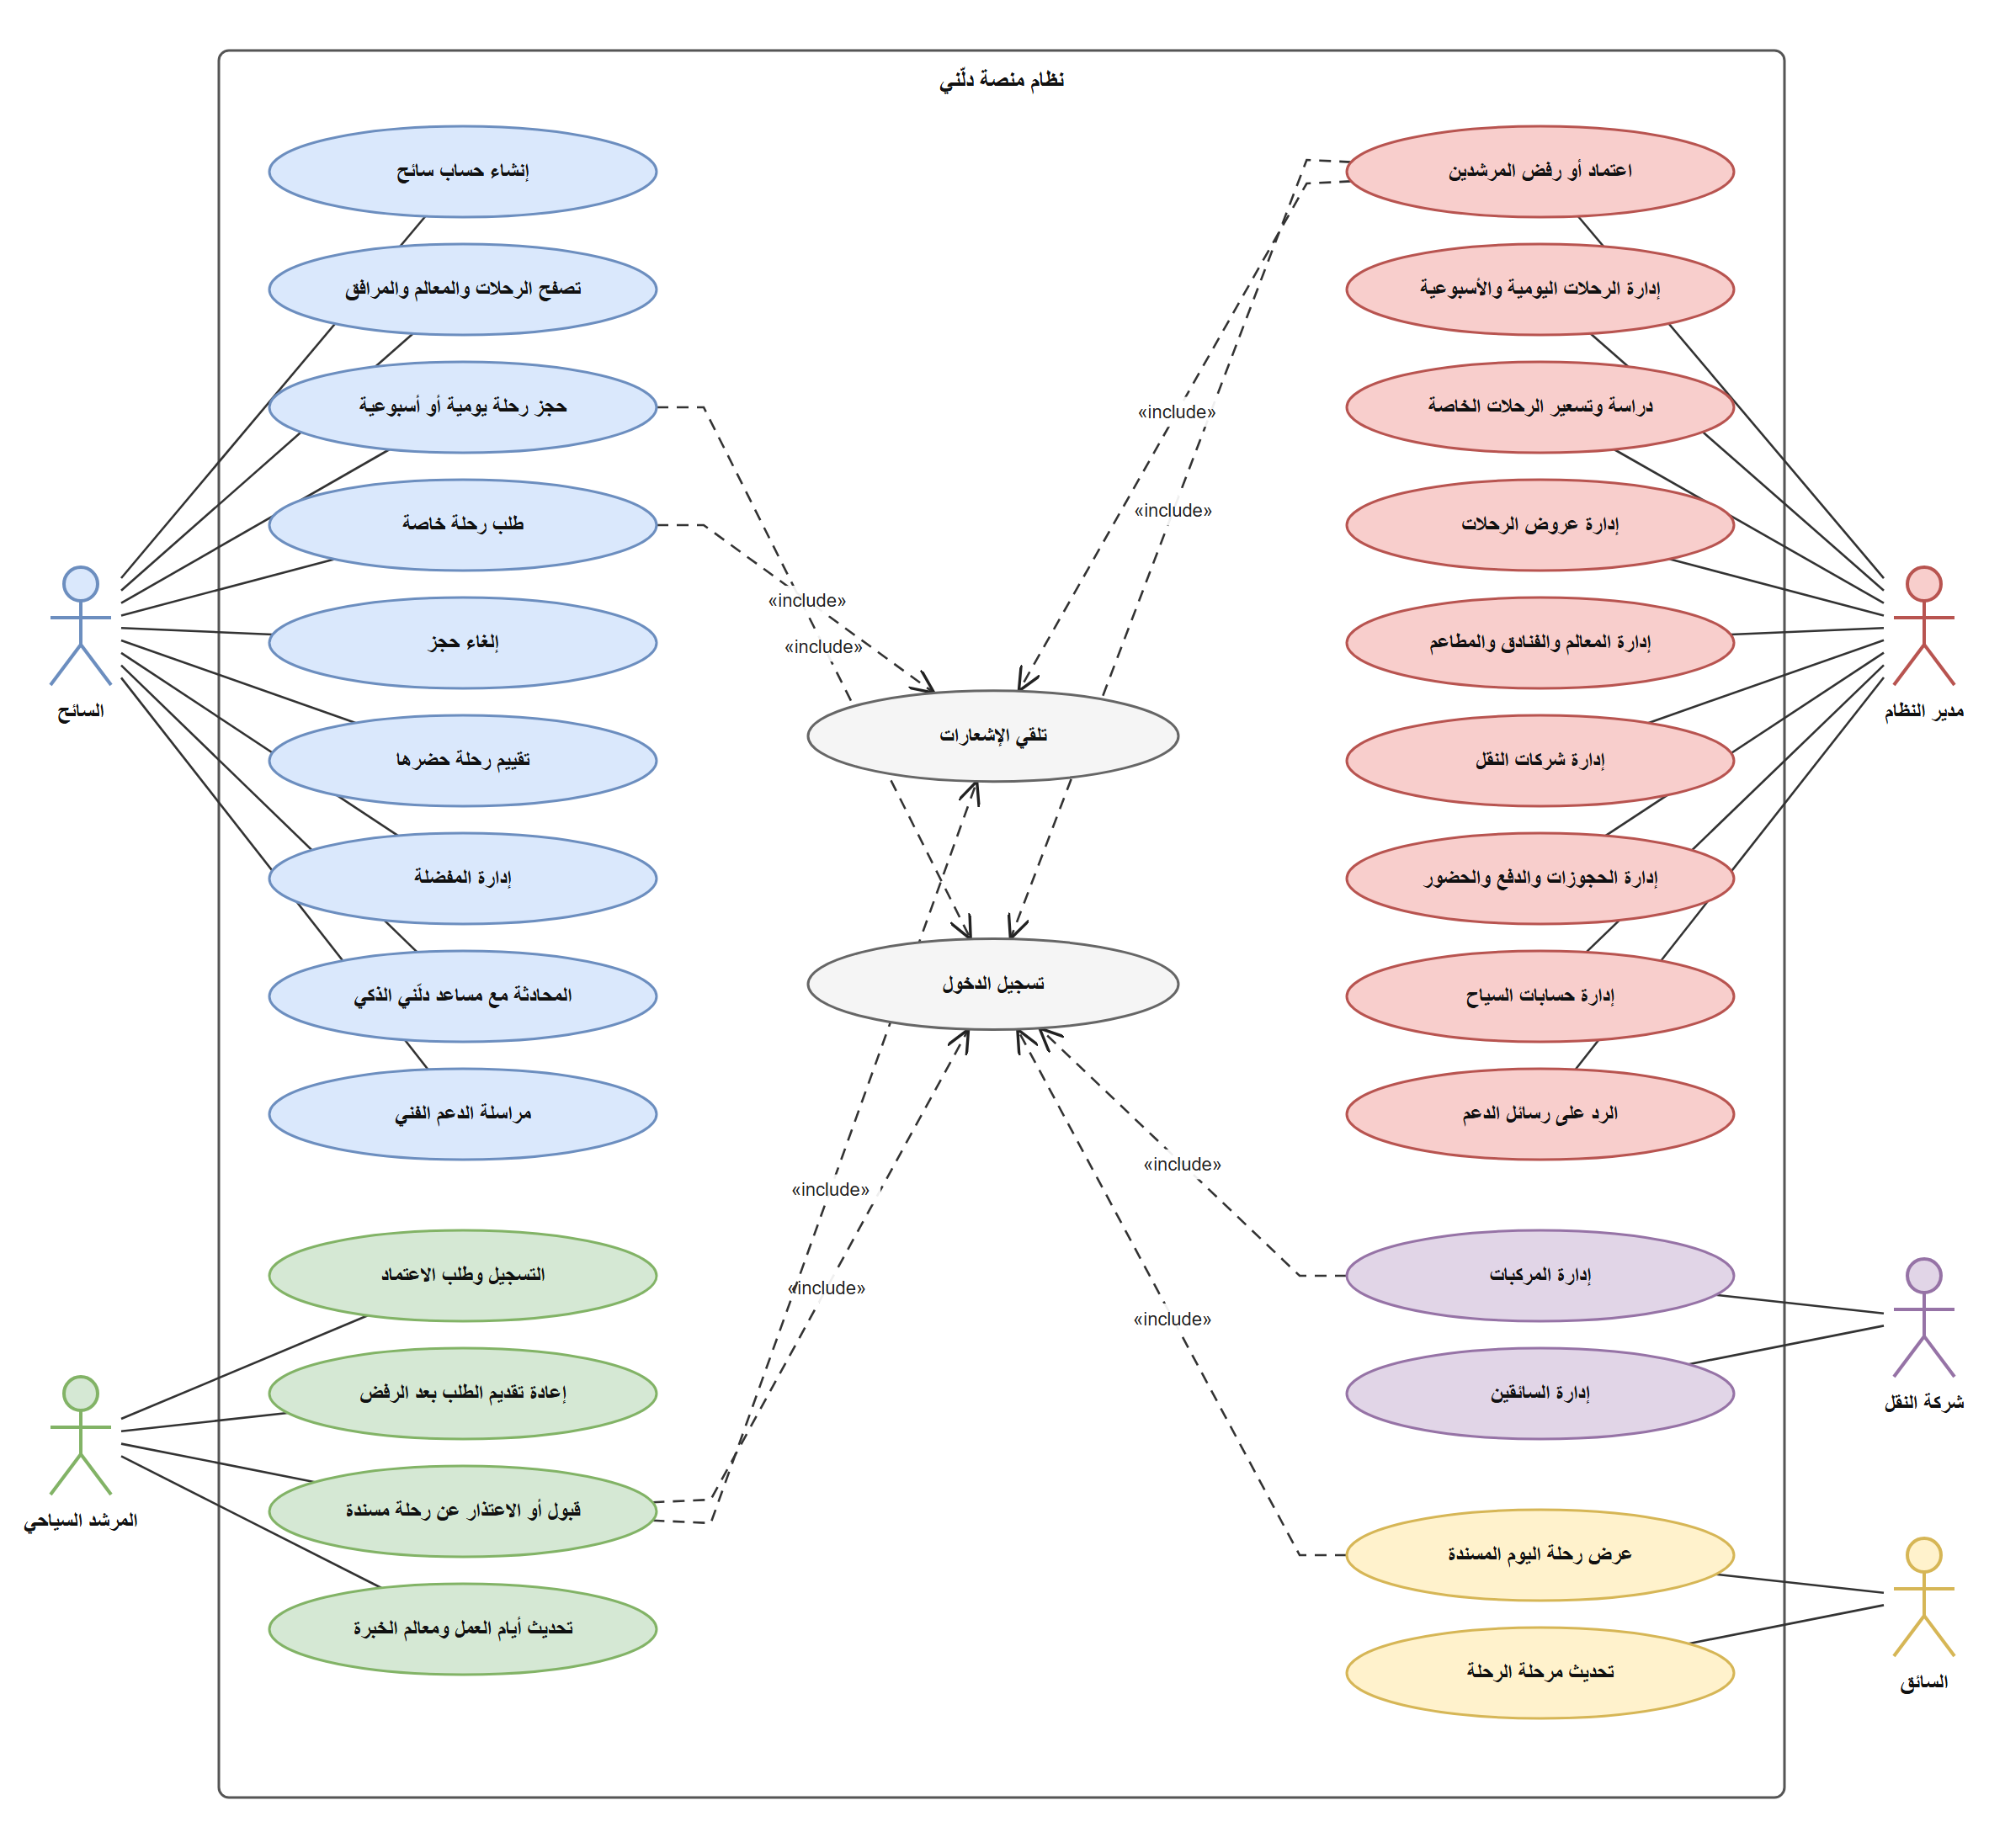 نظام منصة دلّني
إنشاء حساب سائح
تصفح الرحلات والمعالم والمرافق
حجز رحلة يومية أو أسبوعية
طلب رحلة خاصة
إلغاء حجز
تقييم رحلة حضرها
إدارة المفضلة
المحادثة مع مساعد دلّني الذكي
مراسلة الدعم الفني
السائح
التسجيل وطلب الاعتماد
إعادة تقديم الطلب بعد الرفض
قبول أو الاعتذار عن رحلة مسندة
تحديث أيام العمل ومعالم الخبرة
المرشد السياحي
«include»
«include»
«include»
«include»
تلقي الإشعارات
تسجيل الدخول
«include»
«include»
«include»
«include»
اعتماد أو رفض المرشدين
إدارة الرحلات اليومية والأسبوعية
دراسة وتسعير الرحلات الخاصة
إدارة عروض الرحلات
إدارة المعالم والفنادق والمطاعم
إدارة شركات النقل
إدارة الحجوزات والدفع والحضور
إدارة حسابات السياح
الرد على رسائل الدعم
مدير النظام
إدارة المركبات
إدارة السائقين
شركة النقل
عرض رحلة اليوم المسندة
تحديث مرحلة الرحلة
السائق